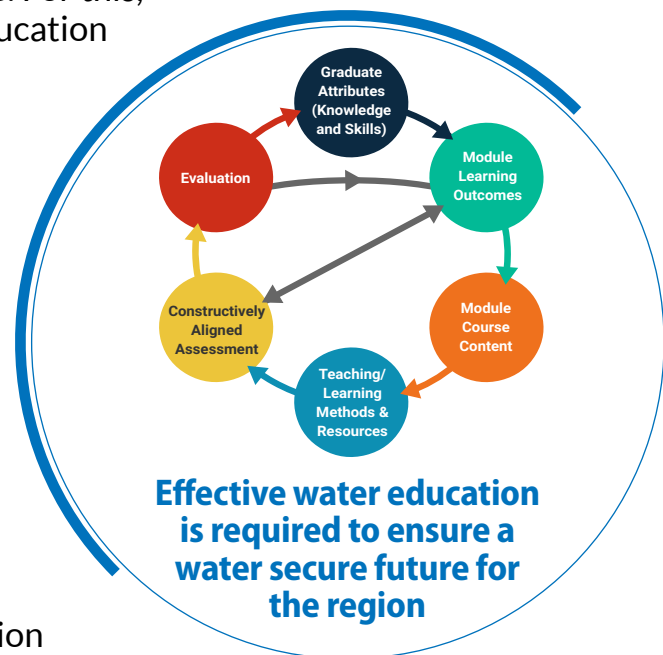 ucation
Graduate
Attributes
(Knowledge
and Skills)
Evaluation
Module
Learning
Outcomes
Constructively
Aligned
Assessment
Module
Course
Content
Teaching/
Learning
Methods &
Resources
Effective water education
is required to ensure a
water secure future for
the region
ion